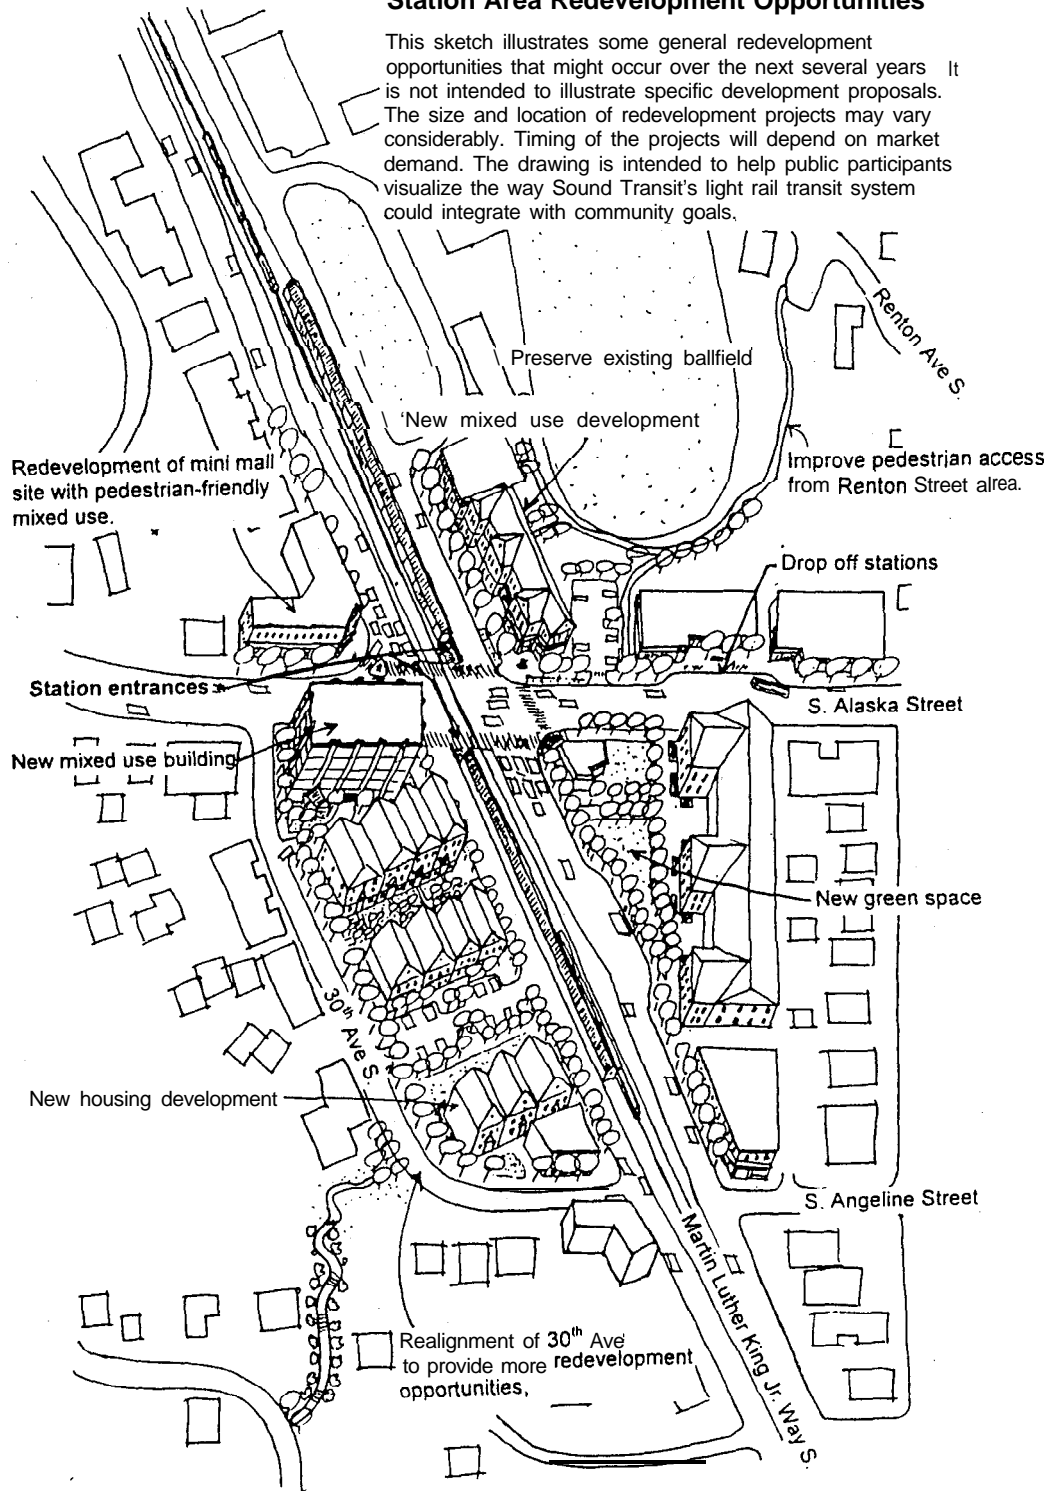 Station Area Redevelopment Opportunities
This sketch illustrates some general redevelopment
opportunities that might occur over the next several years It
is not intended to illustrate specific development proposals.
The size and location of redevelopment projects may vary
considerably. Timing of the projects will depend on market
demand. The drawing is intended to help public participants
visualize the way Sound Transit's light rail transit system
could integrate with community goals.
Renton Ave S.
Preserve existing ballfield
'New mixed use development
Redevelopment of mini mall
site with pedestrian-friendly
mixed use.
Improve pedestrian access
from Renton Street alrea.
Drop off stations
Station entrances
S. Alaska Street
New mixed use building
New green space
30th Ave S
New housing development
S. Angeline Street
Martin Luther King Jr. Way S.
Realignment of 30th Ave'
to provide more redevelopment
opportunities,